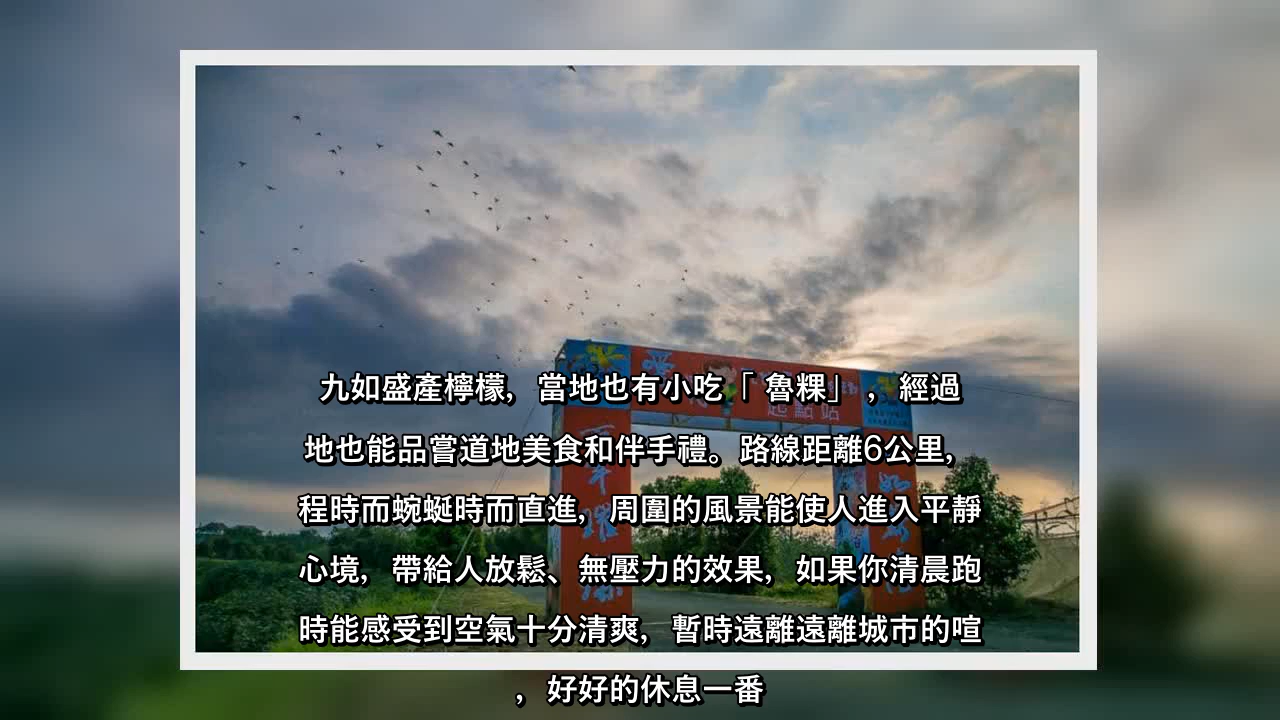 九如盛產檸檬，當地也有小吃「 魯粿」 ，經過
地也能品嘗道地美食和伴手禮。路線距離6公里，
程時而蜿蜒時而直進，周圍的風景能使人進入平靜
心境，帶給人放鬆、無壓力的效果，如果你清晨跑
時能感受到空氣十分清爽，暫時遠離遠離城市的喧
，好好的休息一番
起點站